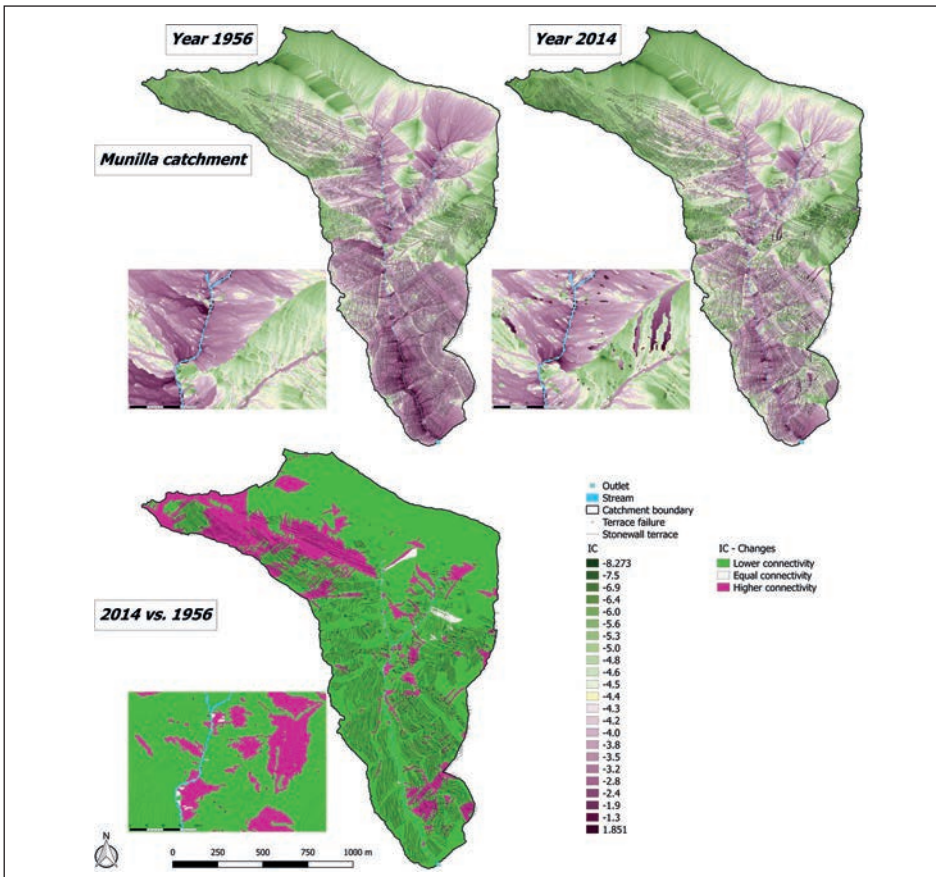 Year 1956
Year 2014
Munilla catchment
2014 vs. 1956
Outlet
Stream
Catchment boundary
Terrace failure
Stonewall terrace
IC
-8.273
-7.5
-6.9
-6.4
-6.0
-5.6
-5.3
-5.0
-4.8
-4.6
-4.5
-4.4
-4.3
-4.2
-4.0
-3.8
-3.5
-3.2
-2.8
-2.4
-1.9
-1.3
1.851
IC - Changes
Lower connectivity
Equal connectivity
Higher connectivity
N
0 250 500 750 1000 m